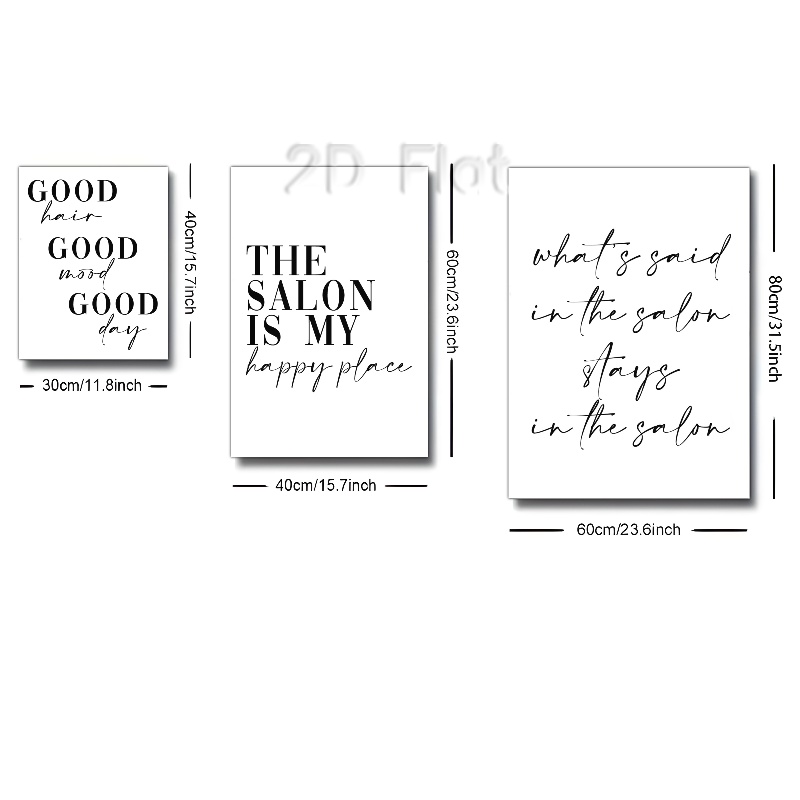 2D Flat
GOOD
hair
GOOD
mood
GOOD
day
40cm/15.7inch
30cm/11.8inch
THE
SALON
IS MY
happy place
60cm/23.6inch
40cm/15.7inch
what's said
in the salon
stays
in the salon
80cm/31.5inch
60cm/23.6inch